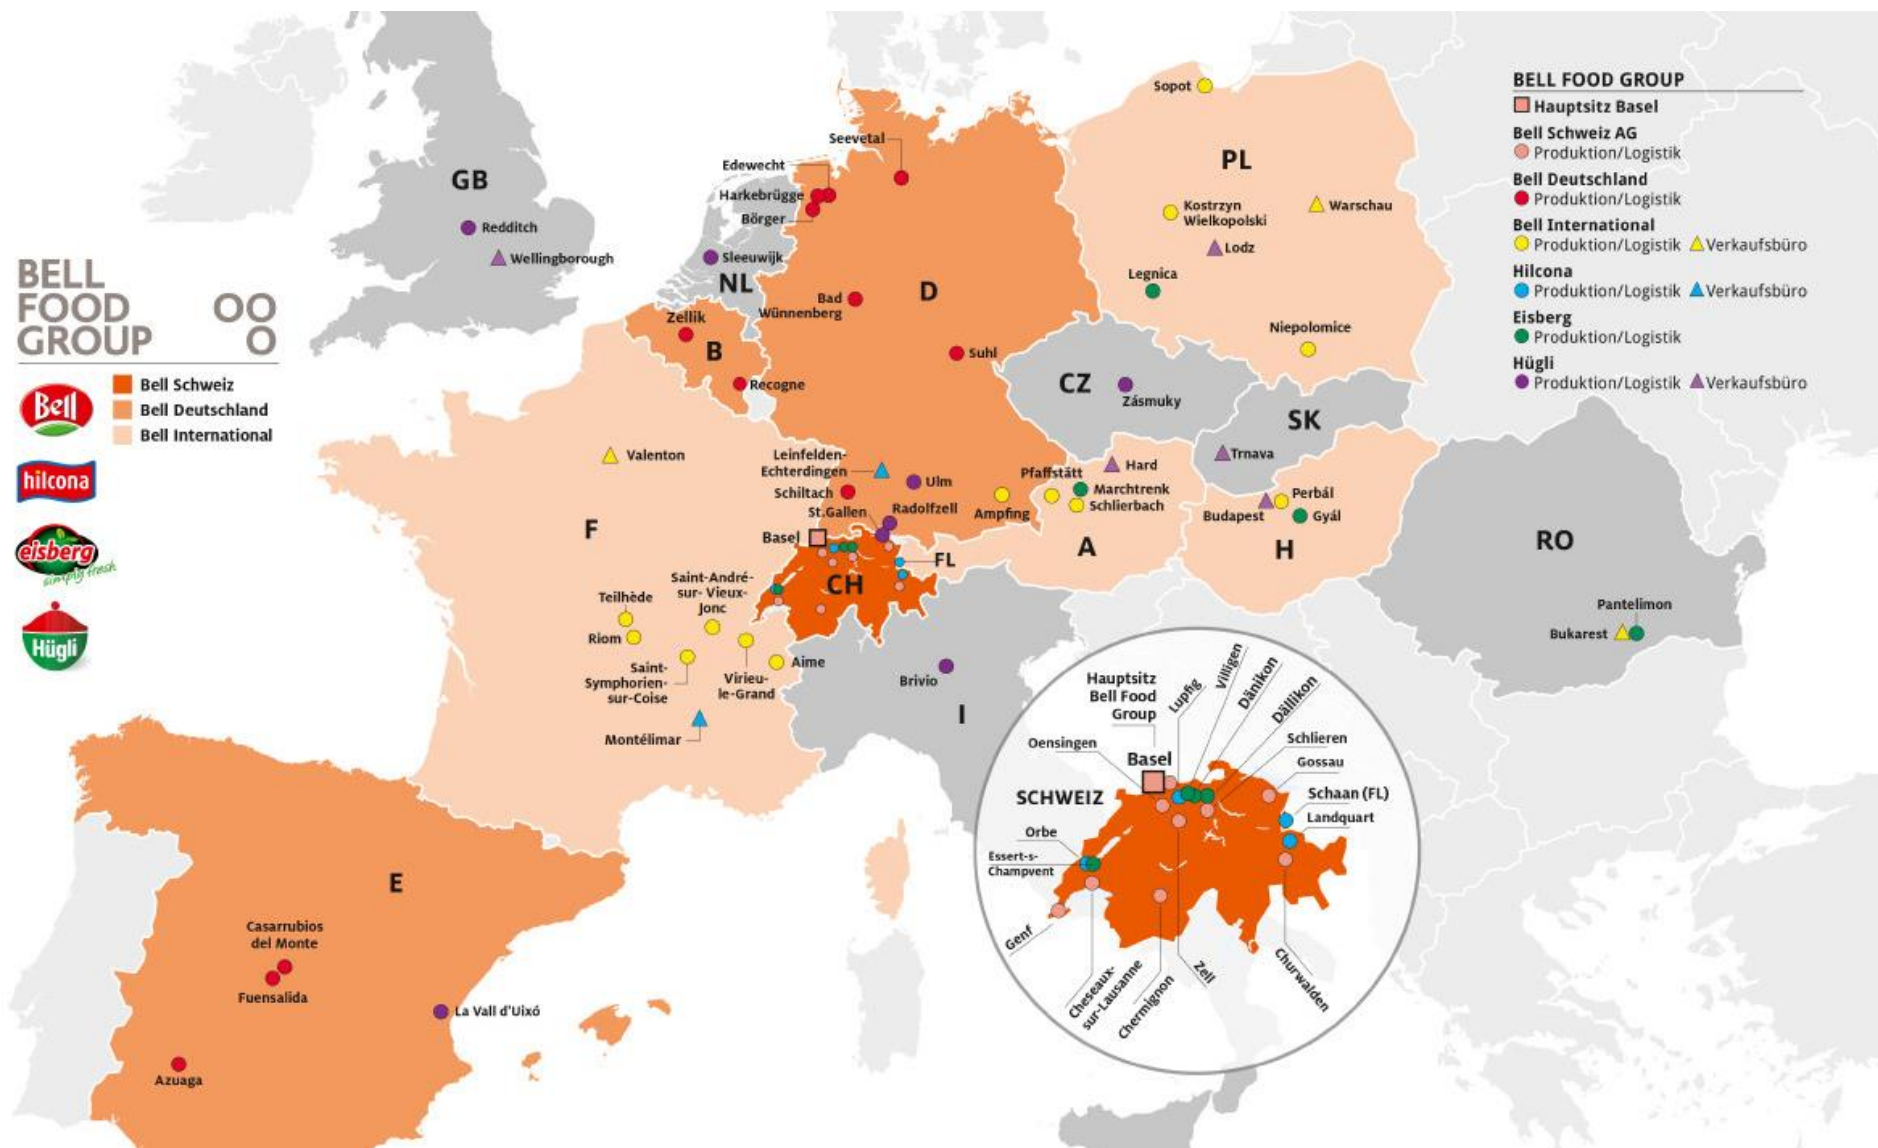 BELL FOOD GROUP
Hauptsitz Basel
Bell Schweiz AG
Produktion/Logistik
Bell Deutschland
Produktion/Logistik
Bell International
Produktion/Logistik Verkaufsbüro
Hilcona
Produktion/Logistik Verkaufsbüro
Eisberg
Produktion/Logistik
Hügli
Produktion/Logistik Verkaufsbüro
BELL
FOOD
GROUP
Bell Schweiz
Bell Deutschland
Bell International
Bell
hilcona
eisberg
simply fresh
Hügli
GB
Redditch
Wellingborough
NL
Sleeuwijk
B
Zellik
Recogne
D
Seevetal
Edewecht
Harkebrügge
Börger
Bad
Wünnenberg
Suhl
Leinfelden-
Echterdingen
Schiltach
Ulm
St.Gallen
Radolfzell
Ampfing
PL
Sopot
Kostrzyn
Wielkopolski
Warschau
Lodz
Legnica
Niepolomice
CZ
Zásmuky
SK
Trnava
A
Pfaffstätt
Hard
Marchtrenk
Schlierbach
H
Budapest
Perbál
Gyál
RO
Pantelimon
Bukarest
F
Valenton
Teilhède
Riom
Saint-André-
sur- Vieux-
Jonc
Saint-
Symphorien-
sur-Coise
Virieu-
le-Grand
Aime
Montélimar
Basel
CH
FL
I
Brivio
E
Casarrubios
del Monte
Fuensalida
La Vall d'Uixó
Azuaga
Hauptsitz
Bell Food
Group
Basel
SCHWEIZ
Oensingen
Lupfig
Villigen
Dänikon
Dällikon
Schlieren
Gossau
Schaan (FL)
Landquart
Orbe
Essert-s-
Champvent
Genf
Cheseaux-
sur-Lausanne
Chermignon
Zell
Churwalden